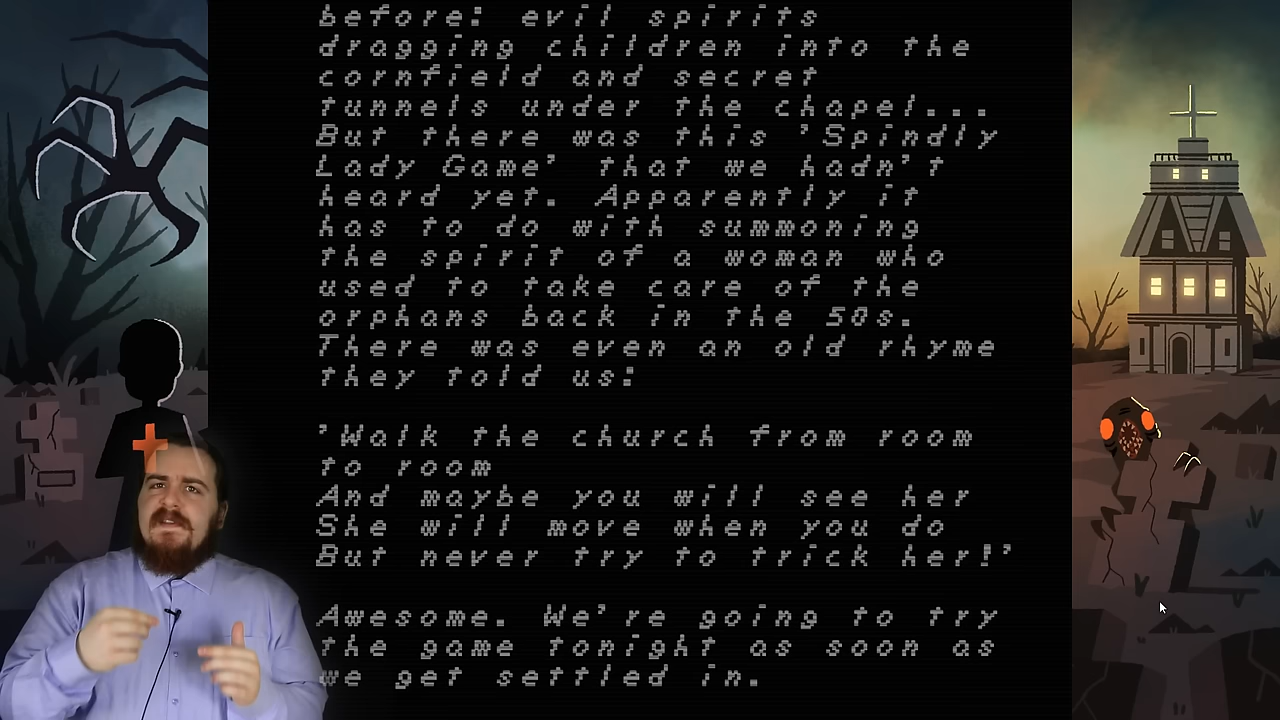 before: evil spirits
dragging children into the
cornfield and secret
tunnels under the chapel...
But there was this 'Spindly
Lady Game' that we hadn't
heard yet. Apparently it
has to do with summoning
the spirit of a woman who
used to take care of the
orphans back in the 50s.
There was even an old rhyme
they told us:
'Walk the church from room
to room
And maybe you will see her
She will move when you do
But never try to trick her!'
Awesome. We're going to try
the game tonight as soon as
we get settled in.